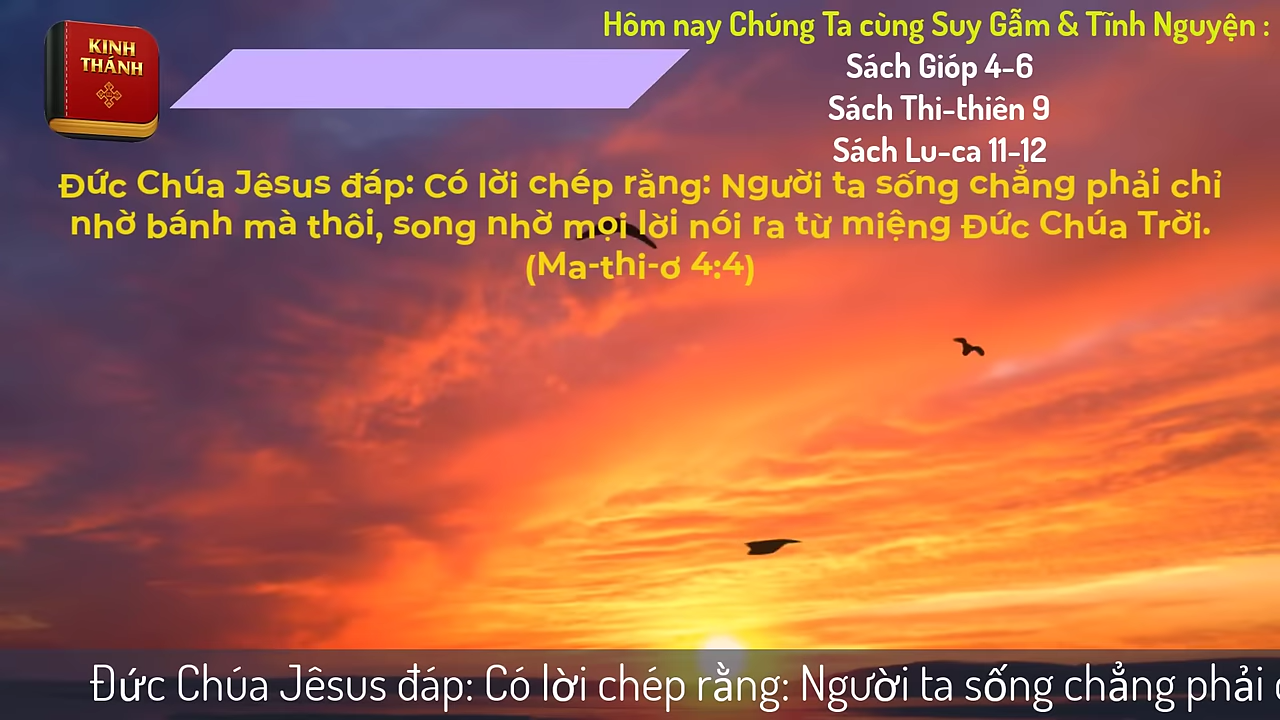 KINH
THÁNH
Hôm nay Chúng Ta cùng Suy Gẫm & Tĩnh Nguyện :
Sách Gióp 4-6
Sách Thi-thiên 9
Sách Lu-ca 11-12
Đức Chúa Jêsus đáp: Có lời chép rằng: Người ta sống chẳng phải chỉ
nhờ bánh mà thôi, song nhờ mọi lời nói ra từ miệng Đức Chúa Trời.
(Ma-thi-ơ 4:4)
Đức Chúa Jêsus đáp: Có lời chép rằng: Người ta sống chẳng phải